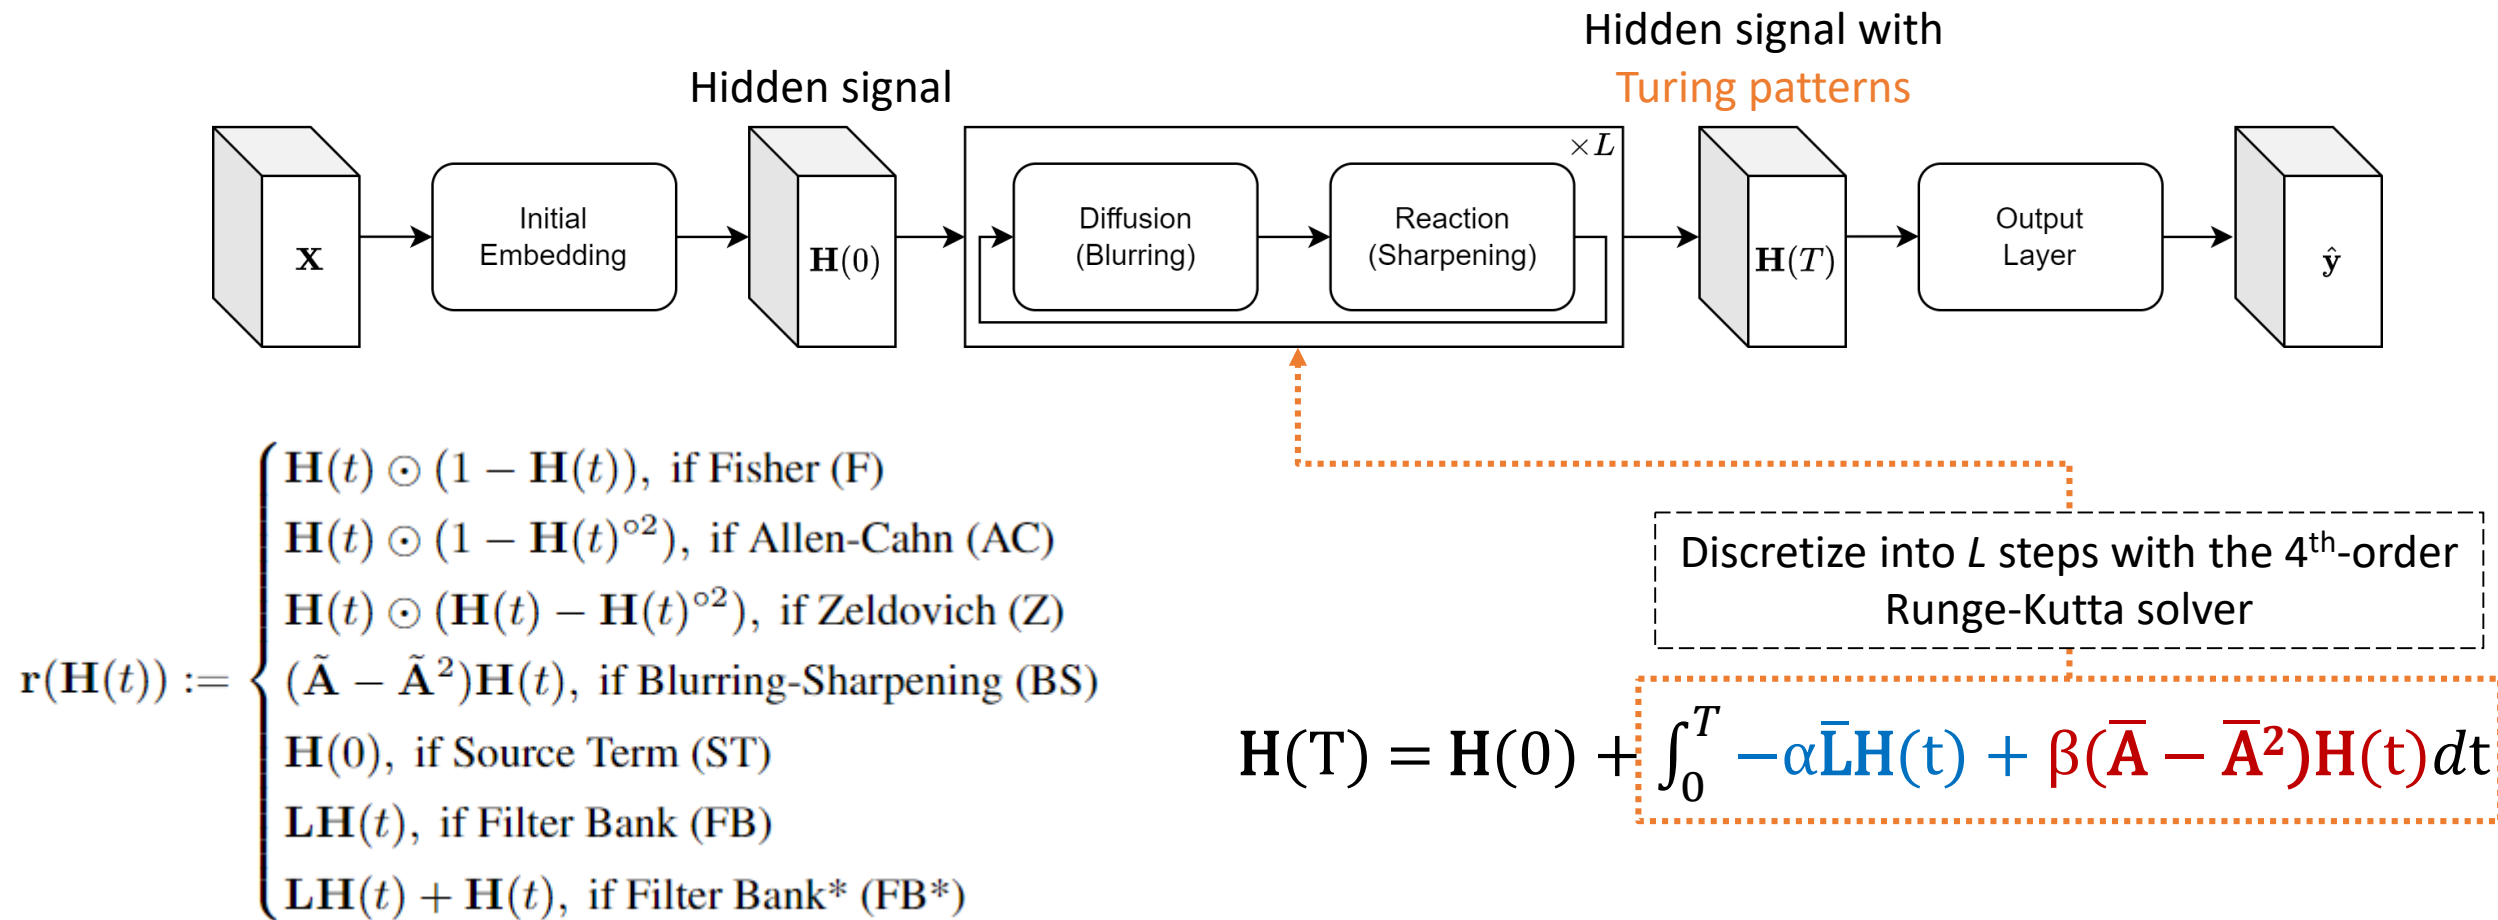 Hidden signal
Hidden signal with
Turing patterns
X
Initial
Embedding
H(0)
Diffusion
(Blurring)
Reaction
(Sharpening)
×L
H(T)
Output
Layer
ŷ
r(H(t)) :=
H(t) ⊙ (1 − H(t)), if Fisher (F)
H(t) ⊙ (1 − H(t)^∘2), if Allen-Cahn (AC)
H(t) ⊙ (H(t) − H(t)^∘2), if Zeldovich (Z)
(Ã − Ã²)H(t), if Blurring-Sharpening (BS)
H(0), if Source Term (ST)
LH(t), if Filter Bank (FB)
LH(t) + H(t), if Filter Bank* (FB*)
Discretize into L steps with the 4th-order
Runge-Kutta solver
H(T) = H(0) + ∫₀ᵀ −αL̅H(t) + β(A̅ − A̅²)H(t)dt